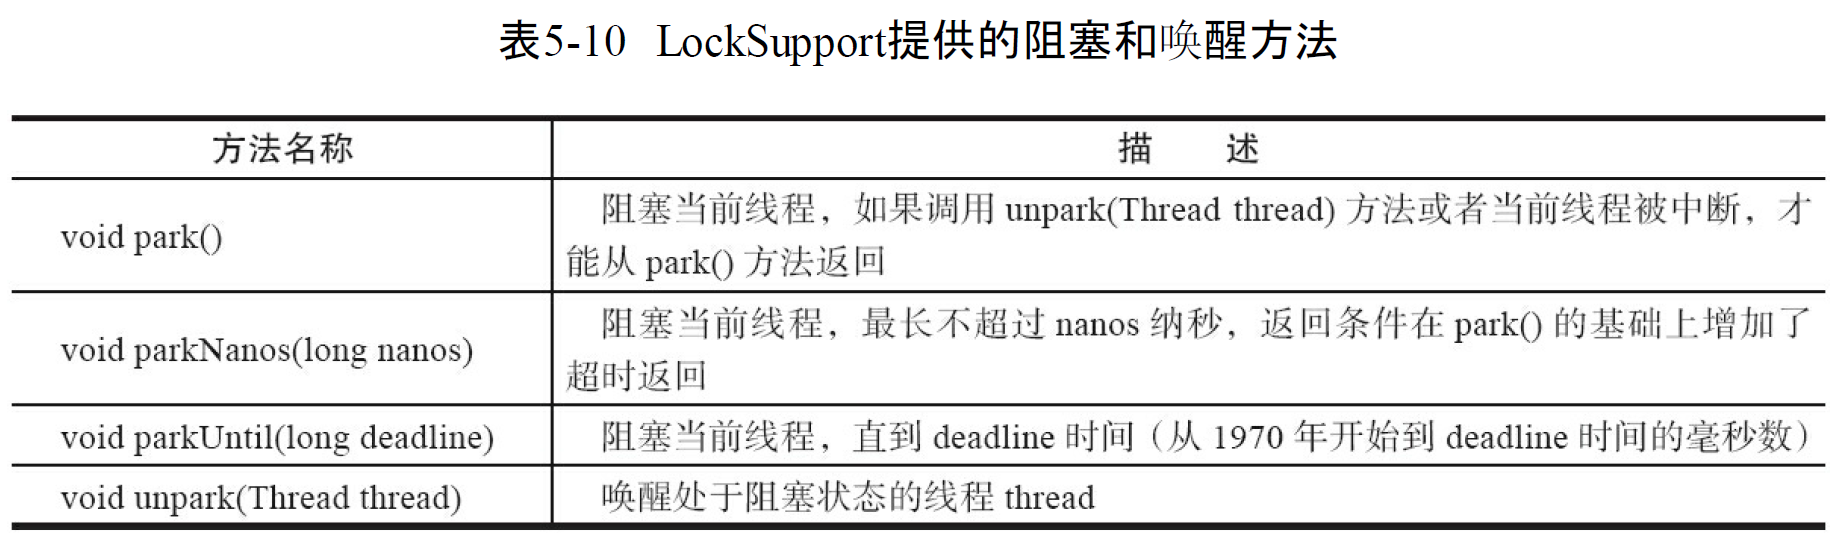 表5-10 LockSupport提供的阻塞和唤醒方法
方法名称
描 述
void park()
阻塞当前线程，如果调用 unpark(Thread thread) 方法或者当前线程被中断，才
能从 park() 方法返回
void parkNanos(long nanos)
阻塞当前线程，最长不超过 nanos 纳秒，返回条件在 park() 的基础上增加了
超时返回
void parkUntil(long deadline)
阻塞当前线程，直到 deadline 时间（从 1970 年开始到 deadline 时间的毫秒数）
void unpark(Thread thread)
唤醒处于阻塞状态的线程 thread